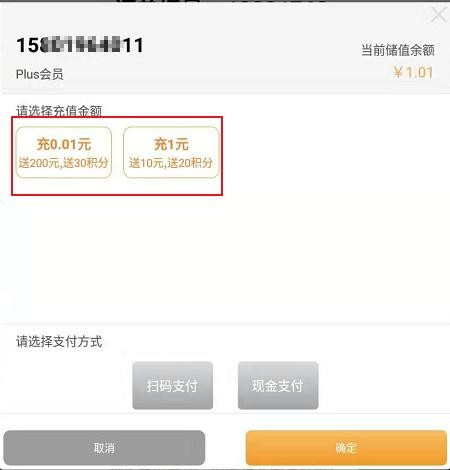 当前储值余额
Plus会员
￥1.01
请选择充值金额
充0.01元
送200元,送30积分
充1元
送10元,送20积分
请选择支付方式
扫码支付
现金支付
取消
确定